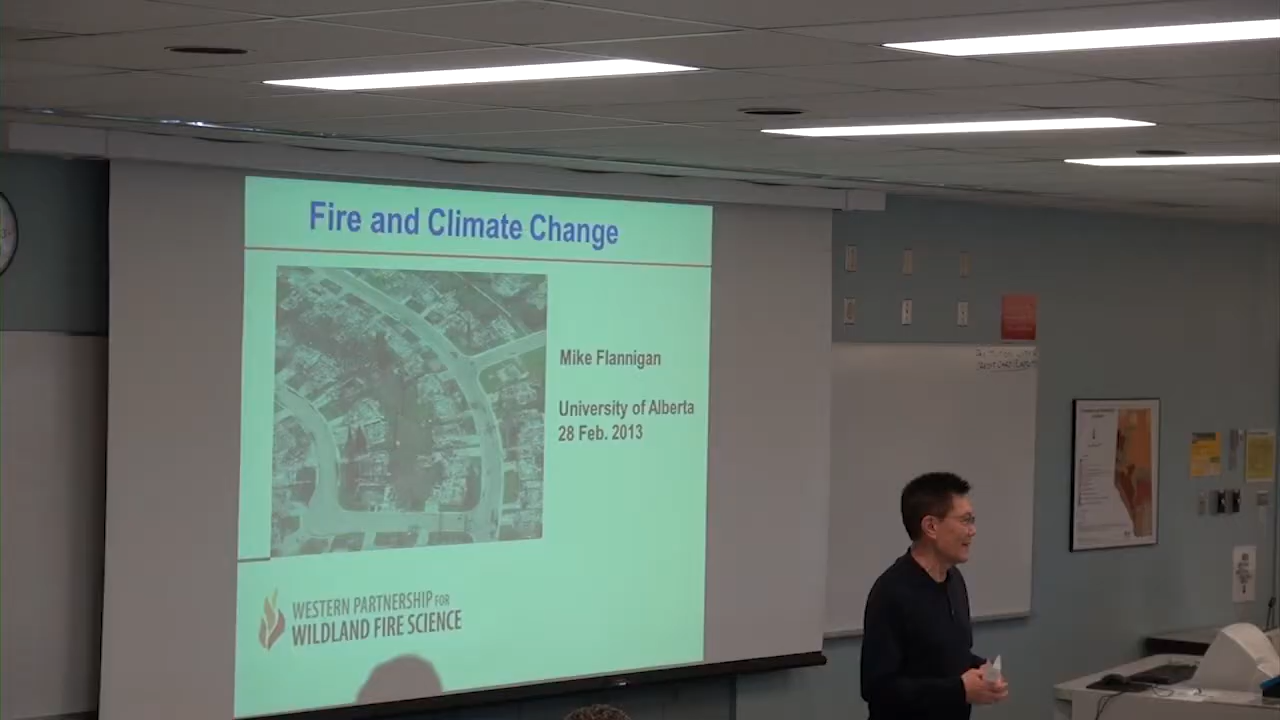 Fire and Climate Change
Mike Flannigan
University of Alberta
28 Feb. 2013
WESTERN PARTNERSHIP FOR
WILDLAND FIRE SCIENCE